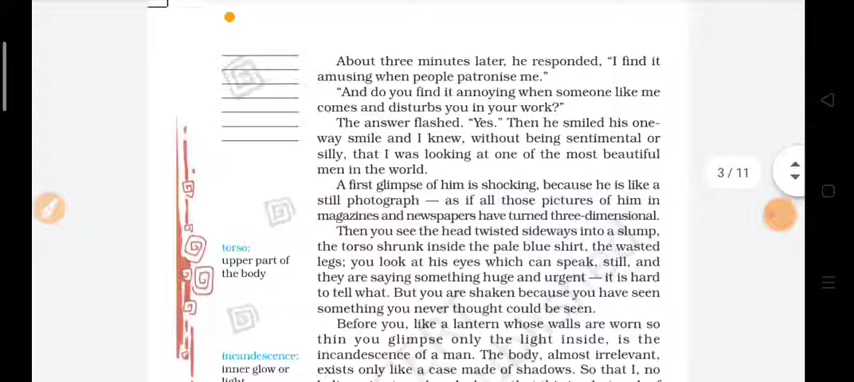 About three minutes later, he responded, “I find it
amusing when people patronise me.”
“And do you find it annoying when someone like me
comes and disturbs you in your work?”
The answer flashed. “Yes.” Then he smiled his one-
way smile and I knew, without being sentimental or
silly, that I was looking at one of the most beautiful
men in the world.
A first glimpse of him is shocking, because he is like a
still photograph — as if all those pictures of him in
magazines and newspapers have turned three-dimensional.
Then you see the head twisted sideways into a slump,
the torso shrunk inside the pale blue shirt, the wasted
legs; you look at his eyes which can speak, still, and
they are saying something huge and urgent — it is hard
to tell what. But you are shaken because you have seen
something you never thought could be seen.
Before you, like a lantern whose walls are worn so
thin you glimpse only the light inside, is the
incandescence of a man. The body, almost irrelevant,
exists only like a case made of shadows. So that I, no
torso:
upper part of
the body
incandescence:
inner glow or
light
3 / 11